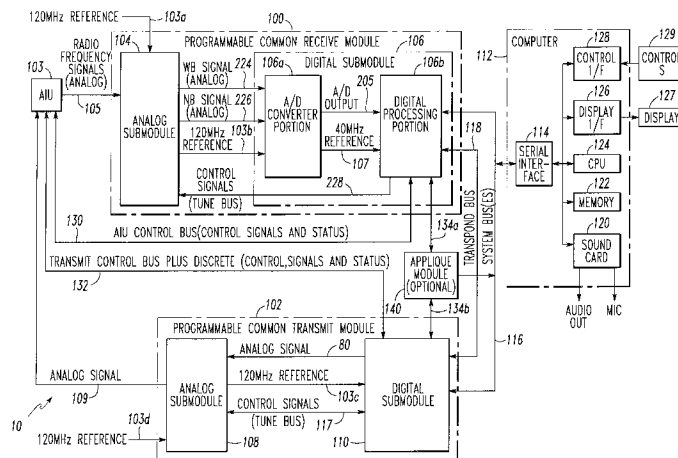 120MHz REFERENCE
103a
100
RADIO
FREQUENCY
SIGNALS
(ANALOG)
103
AIU
105
104
PROGRAMMABLE COMMON RECEIVE MODULE
106
DIGITAL SUBMODULE
ANALOG
SUBMODULE
WB SIGNAL
(ANALOG)
224
NB SIGNAL
(ANALOG)
226
120MHz 103b
REFERENCE
106a
A/D
CONVERTER
PORTION
A/D
OUTPUT
205
40MHz
REFERENCE
107
106b
DIGITAL
PROCESSING
PORTION
118
CONTROL
SIGNALS
(TUNE BUS)
228
130
AIU CONTROL BUS(CONTROL SIGNALS AND STATUS)
TRANSMIT CONTROL BUS PLUS DISCRETE (CONTROL,SIGNALS AND STATUS)
132
134a
APPLIQUE
MODULE
(OPTIONAL)
140
134b
TRANSPOND BUS
SYSTEM BUS(ES)
116
112
COMPUTER
114
SERIAL
INTER-
FACE
128
CONTROL
I/F
129
CONTROL
S
126
DISPLAY
I/F
127
DISPLAY
124
CPU
122
MEMORY
120
SOUND
CARD
AUDIO
OUT
MIC
102
PROGRAMMABLE COMMON TRANSMIT MODULE
ANALOG SIGNAL
80
ANALOG SIGNAL
109
ANALOG
SUBMODULE
108
120MHz REFERENCE
103c
CONTROL SIGNALS
(TUNE BUS)
117
DIGITAL
SUBMODULE
110
10
103d
120MHz REFERENCE